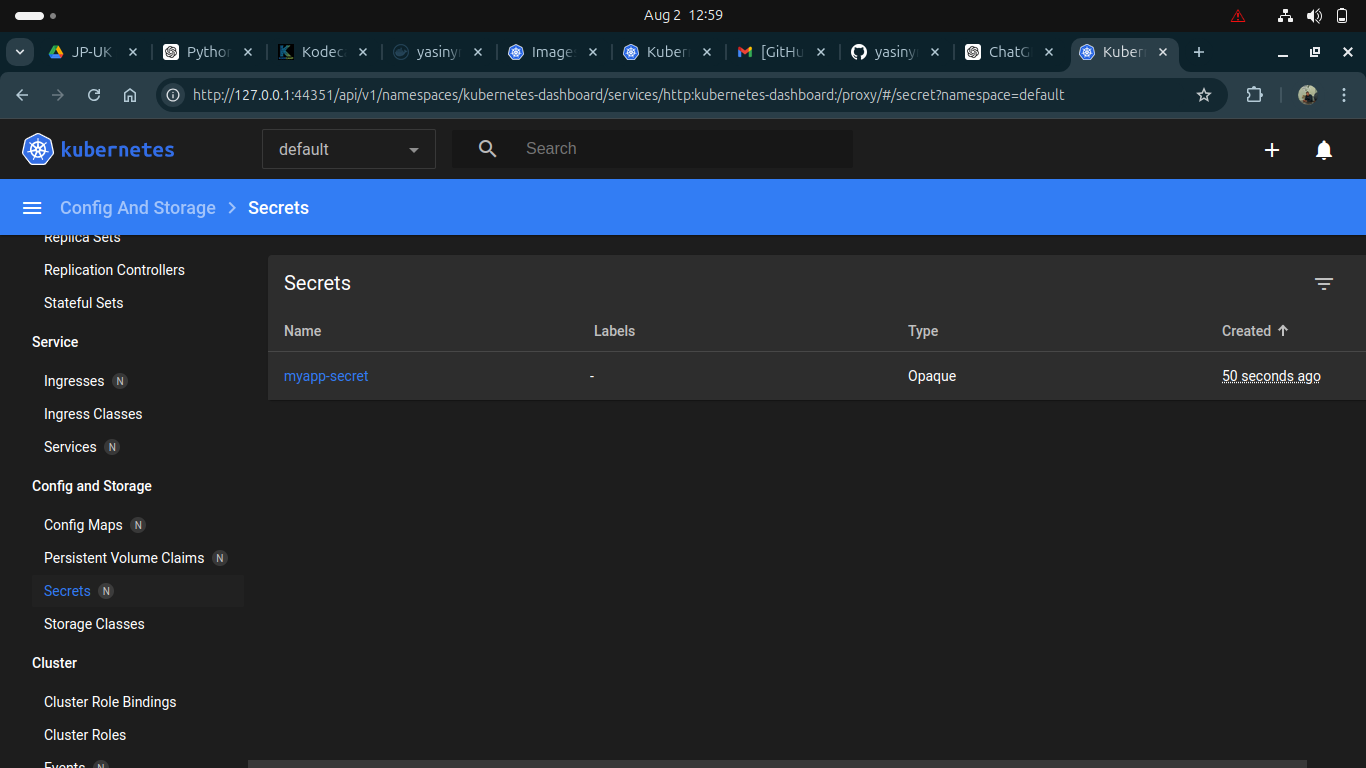 Aug 2 12:59
JP-UK
Python
Kodec
yasiny
Image
Kuber
[GitHu
yasiny
ChatG
Kuber
http://127.0.0.1:44351/api/v1/namespaces/kubernetes-dashboard/services/http:kubernetes-dashboard:/proxy/#/secret?namespace=default
kubernetes
default
Search
Config And Storage
Secrets
Replica Sets
Replication Controllers
Stateful Sets
Service
Ingresses N
Ingress Classes
Services N
Config and Storage
Config Maps N
Persistent Volume Claims N
Secrets N
Storage Classes
Cluster
Cluster Role Bindings
Cluster Roles
Events N
Secrets
Name Labels Type Created
myapp-secret - Opaque 50 seconds ago